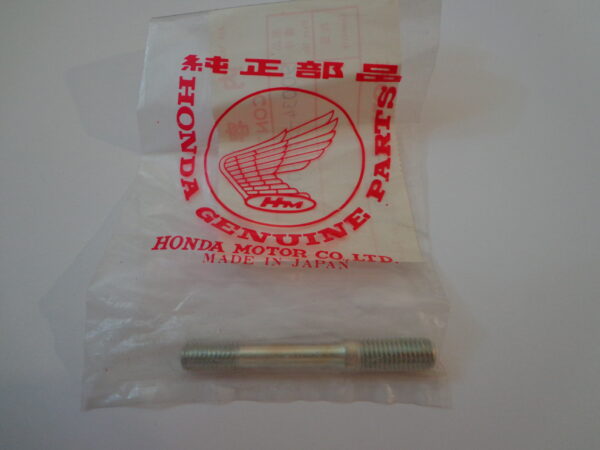 純正部品
HONDA GENUINE PARTS
HM
HONDA MOTOR CO., LTD.
MADE IN JAPAN